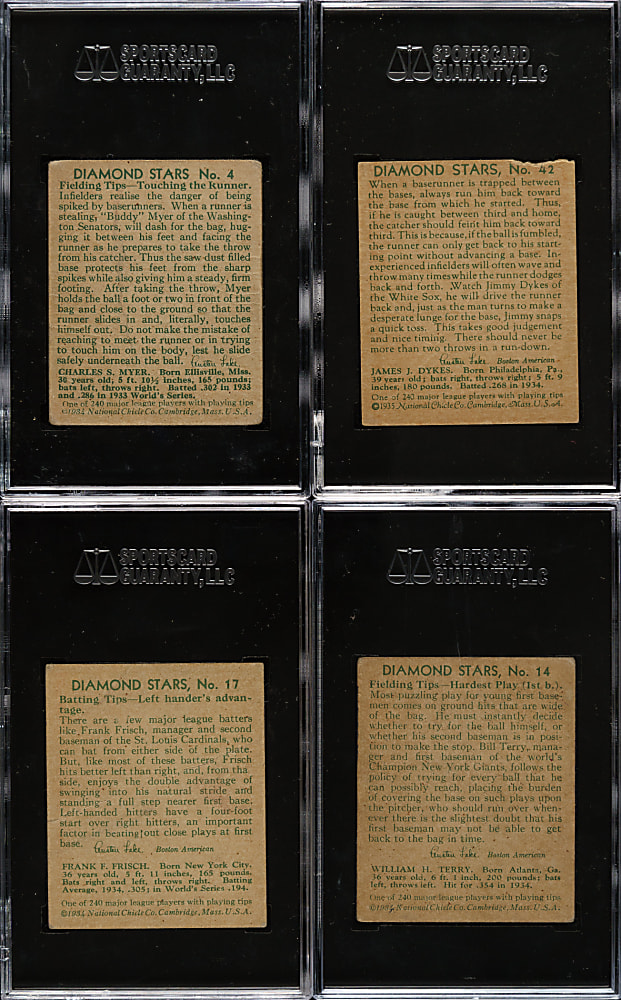 SPORTSCARD
GUARANTY, LLC
DIAMOND STARS No. 4
Fielding Tips—Touching the Runner.
Infielders realise the danger of being
spiked by baserunners. When a runner is
stealing, "Buddy" Myer of the Washing-
ton Senators, will dash for the bag, hug-
ging it between his feet and facing the
runner as he prepares to take the throw
from his catcher. Thus the saw-dust filled
base protects his feet from the sharp
spikes while also giving him a steady, firm
footing. After taking the throw, Myer
holds the ball a foot or two in front of the
bag and close to the ground so that the
runner slides in and, literally, touches
himself out. Do not make the mistake of
reaching to meet the runner or in trying
to touch him on the body, lest he slide
safely underneath the ball. Austen Lake
CHARLES S. MYER. Born Ellisville, Miss.
30 years old; 5 ft. 10½ inches, 165 pounds;
bats left, throws right. Batted .302 in 1933
and .286 in 1933 World's Series.
One of 240 major league players with playing tips
©1934 National Chicle Co. Cambridge, Mass. U.S.A.
SPORTSCARD
GUARANTY, LLC
DIAMOND STARS, No. 42
When a baserunner is trapped between
the bases, always run him back toward
the base from which he started. Thus,
if he is caught between third and home,
the catcher should feint him back toward
third. This is because, if the ball is fumbled,
the runner can only get back to his start-
ing point without advancing a base. In-
experienced infielders will often wave and
throw many times while the runner dodges
back and forth. Watch Jimmy Dykes of
the White Sox, he will drive the runner
back and, just as the man turns to make a
desperate lunge for the base, Jimmy snaps
a quick toss. This takes good judgement
and nice timing. There should never be
more than two throws in a run-down.
Austen Lake Boston American
JAMES J. DYKES. Born Philadelphia, Pa.,
39 years old; bats right, throws right; 5 ft. 9
inches, 180 pounds. Batted .268 in 1934.
One of 240 major league players with playing tips
©1935 National Chicle Co. Cambridge, Mass. U.S.A.
SPORTSCARD
GUARANTY, LLC
DIAMOND STARS, No. 17
Batting Tips—Left hander's advan-
tage.
There are a few major league batters
like Frank Frisch, manager and second
baseman of the St. Louis Cardinals, who
can bat from either side of the plate.
But, like most of these batters, Frisch
hits better left than right, and, from tha
side, enjoys the double advantage of
swinging into his natural stride and
standing a full step nearer first base.
Left-handed hitters have a four-foot
start over right hitters, an important
factor in beating out close plays at first
base. Austen Lake Boston American
FRANK F. FRISCH. Born New York City.
36 years old, 5 ft. 11 inches, 165 pounds.
Bats right and left, throws right. Batting
Average, 1934, .305; in World's Series .194.
One of 240 major league players with playing tips
©1934 National Chicle Co. Cambridge, Mass. U.S.A.
SPORTSCARD
GUARANTY, LLC
DIAMOND STARS, No. 14
Fielding Tips—Hardest Play (1st. b.).
Most puzzling play for young first base-
men comes on ground hits that are wide
of the bag. He must instantly decide
whether to try for the ball himself, or
whether his second baseman is in posi-
tion to make the stop. Bill Terry, mana-
ger and first baseman of the world's
Champion New York Giants, follows the
policy of trying for every ball that he
can possibly reach, placing the burden
of covering the base on such plays upon
the pitcher, who should run over when-
ever there is the slightest doubt that his
first baseman may not be able to get
back to the bag in time.
Austen Lake Boston American
WILLIAM H. TERRY. Born Atlanta, Ga.
36 years old, 6 ft. 1 inch, 200 pounds; bats
left, throws left. Hit for .354 in 1934.
One of 240 major league players with playing tips
©1934 National Chicle Co. Cambridge, Mass. U.S.A.